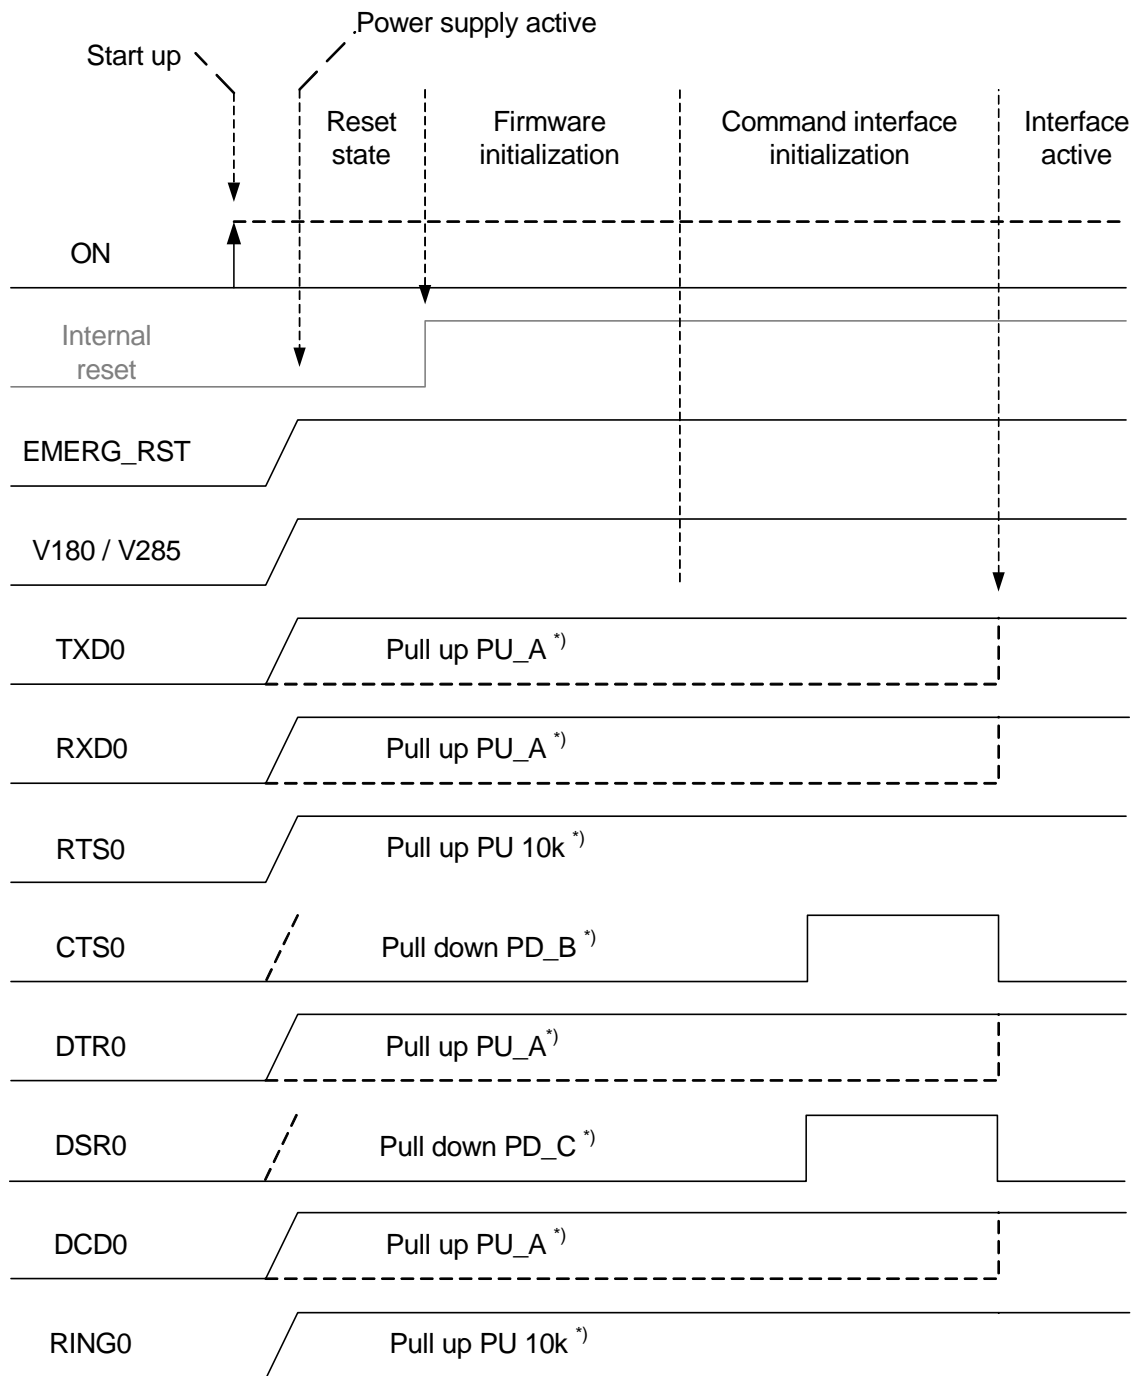 Power supply active
Start up
Reset
state
Firmware
initialization
Command interface
initialization
Interface
active
ON
Internal
reset
EMERG_RST
V180 / V285
TXD0
Pull up PU_A *)
RXD0
Pull up PU_A *)
RTS0
Pull up PU 10k *)
CTS0
Pull down PD_B *)
DTR0
Pull up PU_A*)
DSR0
Pull down PD_C *)
DCD0
Pull up PU_A *)
RING0
Pull up PU 10k *)